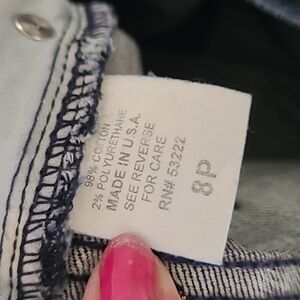 98% COTTON
2% POLYURETHANE
MADE IN U.S.A.
SEE REVERSE
FOR CARE
RN# 53222
8P